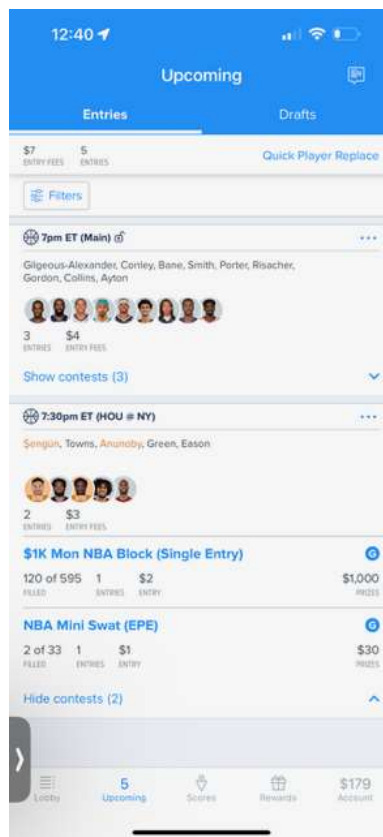 12:40
Upcoming
Entries Drafts
$7 5 Quick Player Replace
ENTRY FEES ENTRIES
Filters
7pm ET (Main)
Gilgeous-Alexander, Conley, Bane, Smith, Porter, Risacher,
Gordon, Collins, Ayton
3 $4
ENTRIES ENTRY FEES
Show contests (3)
7:30pm ET (HOU @ NY)
Şengün, Towns, Anunoby, Green, Eason
2 $3
ENTRIES ENTRY FEES
$1K Mon NBA Block (Single Entry) G
120 of 595 1 $2 $1,000
FILLED ENTRIES ENTRY PRIZES
NBA Mini Swat (EPE) G
2 of 33 1 $1 $30
FILLED ENTRIES ENTRY PRIZES
Hide contests (2)
5 $179
Lobby Upcoming Scores Rewards Account